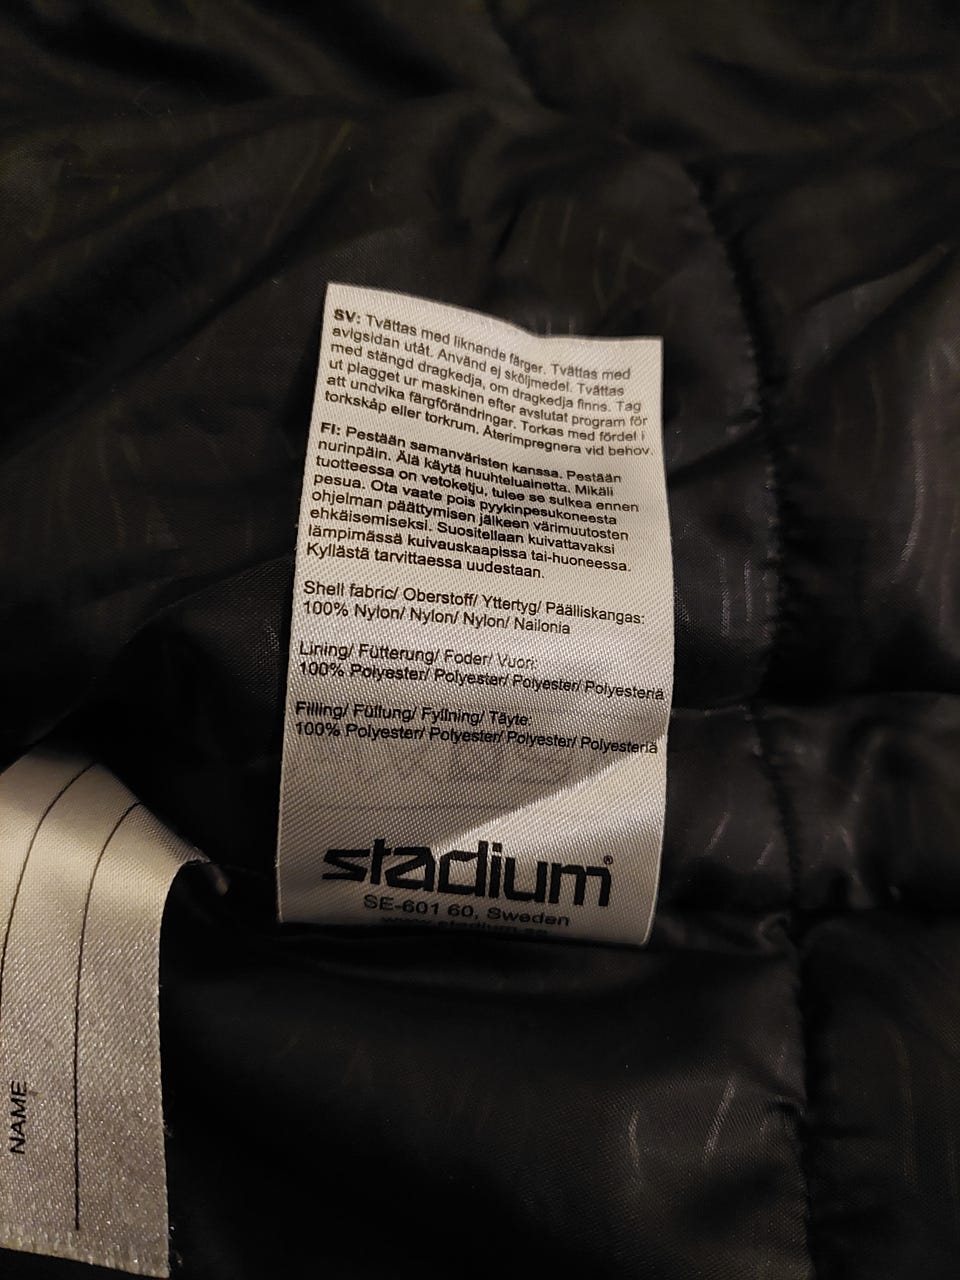 SV: Tvättas med liknande färger. Tvättas med
avigsidan utåt. Använd ej sköljmedel. Tvättas
med stängd dragkedja, om dragkedja finns. Tag
ut plagget ur maskinen efter avslutat program för
att undvika färgförändringar. Torkas med fördel i
torkskåp eller torkrum. Återimpregnera vid behov.
FI: Pestään samanväristen kanssa. Pestään
nurinpäin. Älä käytä huuhteluainetta. Mikäli
tuotteessa on vetoketju, tulee se sulkea ennen
pesua. Ota vaate pois pyykinpesukoneesta
ohjelman päättymisen jälkeen värimuutosten
ehkäisemiseksi. Suositellaan kuivattavaksi
lämpimässä kuivauskaapissa tai-huoneessa.
Kyllästä tarvittaessa uudestaan.
Shell fabric/ Oberstoff/ Yttertyg/ Päälliskangas:
100% Nylon/ Nylon/ Nylon/ Nailonia
Lining/ Fütterung/ Foder/ Vuori:
100% Polyester/ Polyester/ Polyester/ Polyesteriä
Filling/ Füllung/ Fyllning/ Täyte:
100% Polyester/ Polyester/ Polyester/ Polyesteriä
stadium®
SE-601 60, Sweden
www.stadium.se
NAME